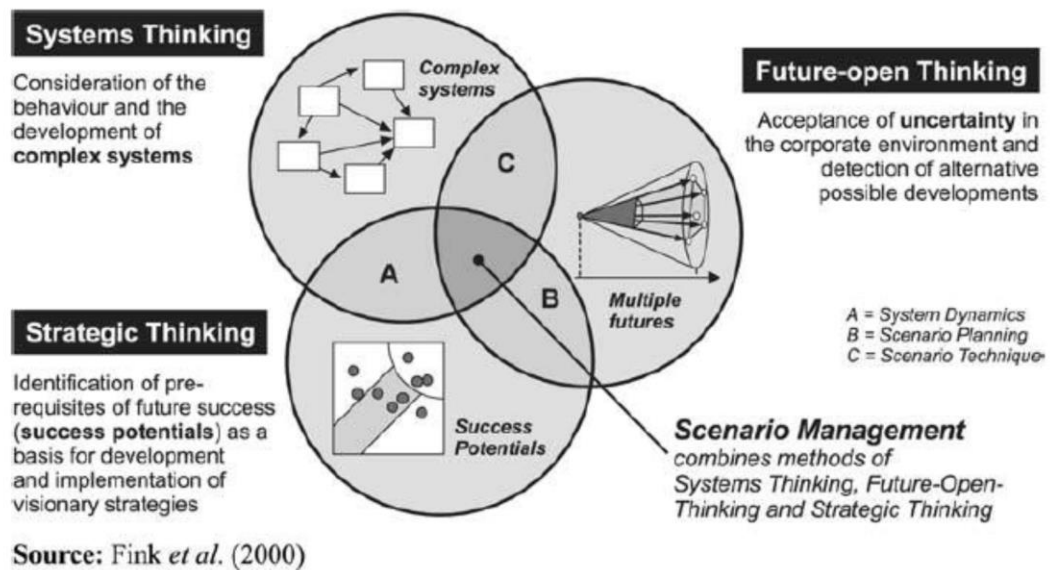 Systems Thinking
Consideration of the
behaviour and the
development of
complex systems
Complex
systems
Future-open Thinking
Acceptance of uncertainty in
the corporate environment and
detection of alternative
possible developments
C
A
B
Multiple
futures
A = System Dynamics
B = Scenario Planning
C = Scenario Technique
Strategic Thinking
Identification of pre-
requisites of future success
(success potentials) as a
basis for development
and implementation of
visionary strategies
Success
Potentials
Scenario Management
combines methods of
Systems Thinking, Future-Open-
Thinking and Strategic Thinking
Source: Fink et al. (2000)